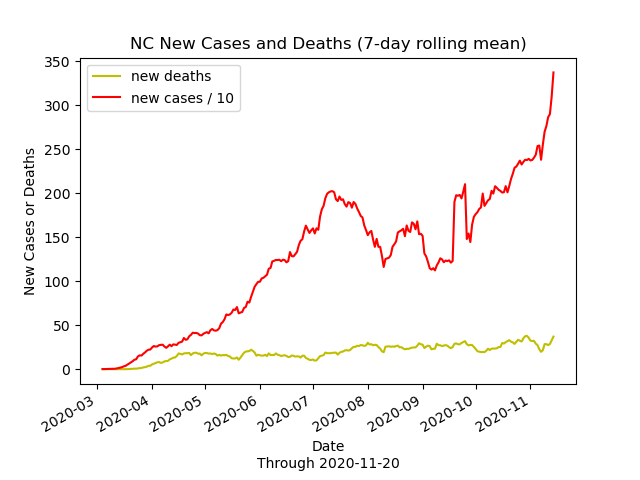 NC New Cases and Deaths (7-day rolling mean)
new deaths
new cases / 10
New Cases or Deaths
350
300
250
200
150
100
50
0
2020-03
2020-04
2020-05
2020-06
2020-07
2020-08
2020-09
2020-10
2020-11
Date
Through 2020-11-20